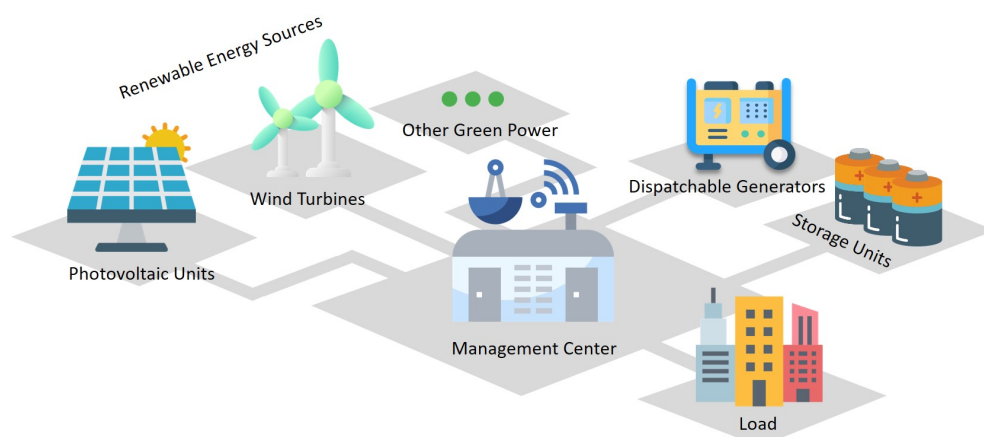 Renewable Energy Sources
Other Green Power
Wind Turbines
Dispatchable Generators
Storage Units
Photovoltaic Units
Management Center
Load